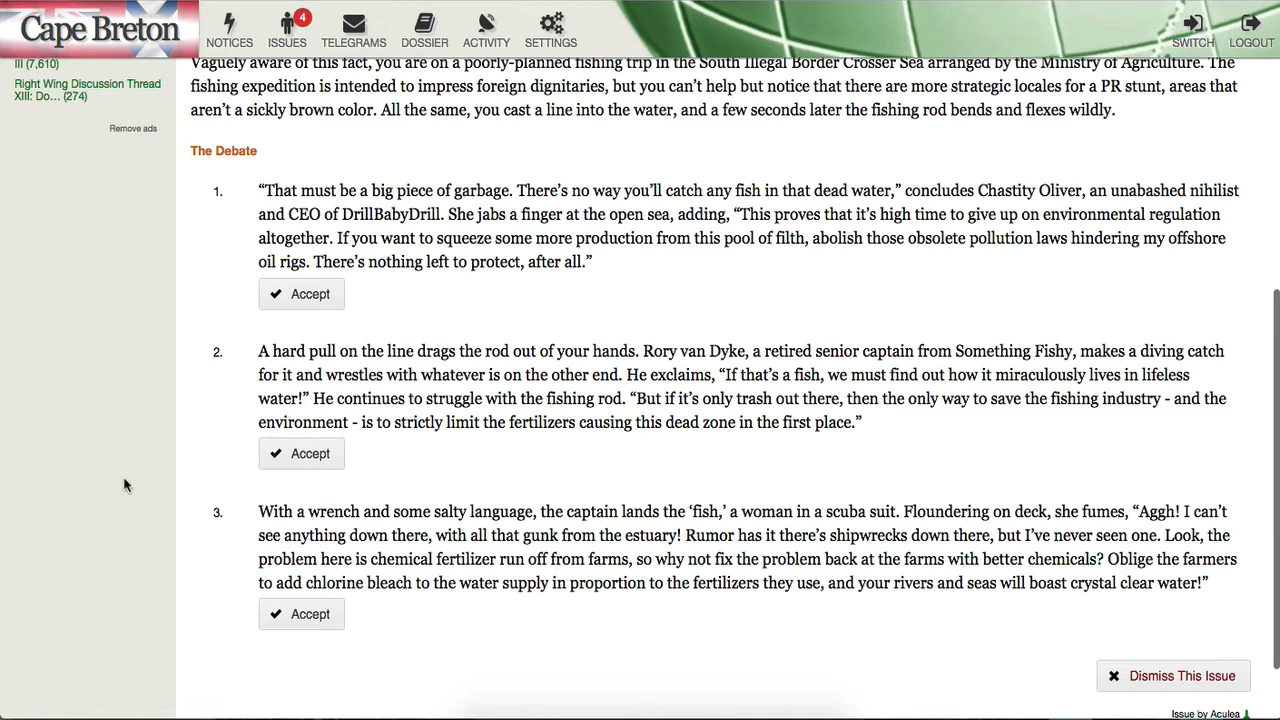 Cape Breton
NOTICES
4
ISSUES
TELEGRAMS
DOSSIER
ACTIVITY
SETTINGS
SWITCH
LOGOUT
III (7,610)
Right Wing Discussion Thread
XIII: Do... (274)
Remove ads
Vaguely aware of this fact, you are on a poorly-planned fishing trip in the South Illegal Border Crosser Sea arranged by the Ministry of Agriculture. The
fishing expedition is intended to impress foreign dignitaries, but you can't help but notice that there are more strategic locales for a PR stunt, areas that
aren't a sickly brown color. All the same, you cast a line into the water, and a few seconds later the fishing rod bends and flexes wildly.
The Debate
1. “That must be a big piece of garbage. There's no way you'll catch any fish in that dead water,” concludes Chastity Oliver, an unabashed nihilist
and CEO of DrillBabyDrill. She jabs a finger at the open sea, adding, “This proves that it's high time to give up on environmental regulation
altogether. If you want to squeeze some more production from this pool of filth, abolish those obsolete pollution laws hindering my offshore
oil rigs. There's nothing left to protect, after all.”
Accept
2. A hard pull on the line drags the rod out of your hands. Rory van Dyke, a retired senior captain from Something Fishy, makes a diving catch
for it and wrestles with whatever is on the other end. He exclaims, “If that's a fish, we must find out how it miraculously lives in lifeless
water!” He continues to struggle with the fishing rod. “But if it's only trash out there, then the only way to save the fishing industry - and the
environment - is to strictly limit the fertilizers causing this dead zone in the first place.”
Accept
3. With a wrench and some salty language, the captain lands the ‘fish,’ a woman in a scuba suit. Floundering on deck, she fumes, “Aggh! I can't
see anything down there, with all that gunk from the estuary! Rumor has it there's shipwrecks down there, but I've never seen one. Look, the
problem here is chemical fertilizer run off from farms, so why not fix the problem back at the farms with better chemicals? Oblige the farmers
to add chlorine bleach to the water supply in proportion to the fertilizers they use, and your rivers and seas will boast crystal clear water!”
Accept
Dismiss This Issue
Issue by Aculea